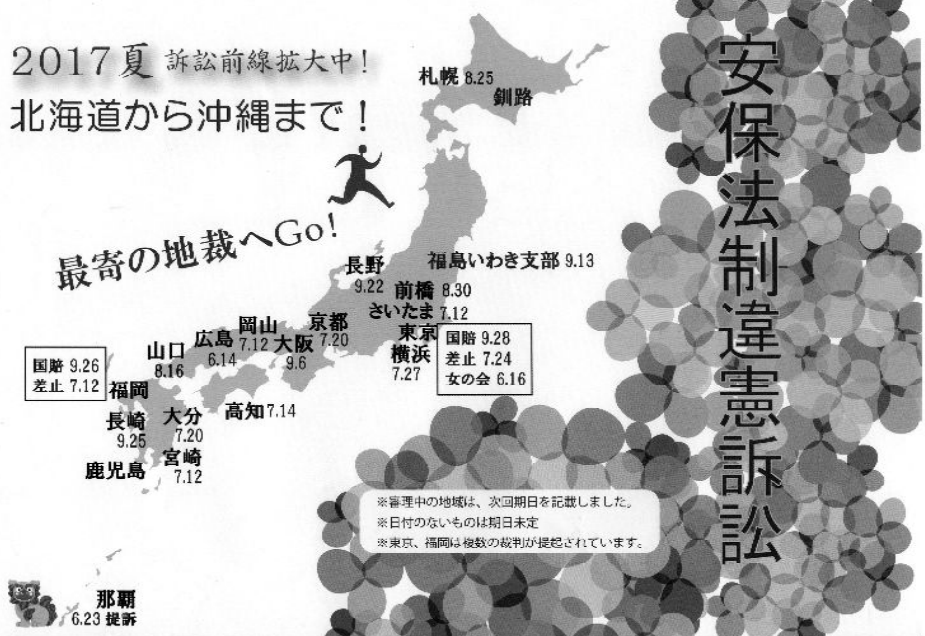 2017夏 訴訟前線拡大中!
北海道から沖縄まで!
最寄の地裁へGo!
安保法制違憲訴訟
札幌 8.25
釧路
福島いわき支部 9.13
長野
9.22
前橋 8.30
さいたま 7.12
東京
国賠 9.28
差止 7.24
女の会 6.16
横浜
7.27
京都
7.20
大阪
9.6
岡山
7.12
広島
6.14
山口
8.16
高知7.14
国賠 9.26
差止 7.12
福岡
長崎
9.25
大分
7.20
宮崎
7.12
鹿児島
那覇
6.23 提訴
※審理中の地域は、次回期日を記載しました。
※日付のないものは期日未定
※東京、福岡は複数の裁判が提起されています。